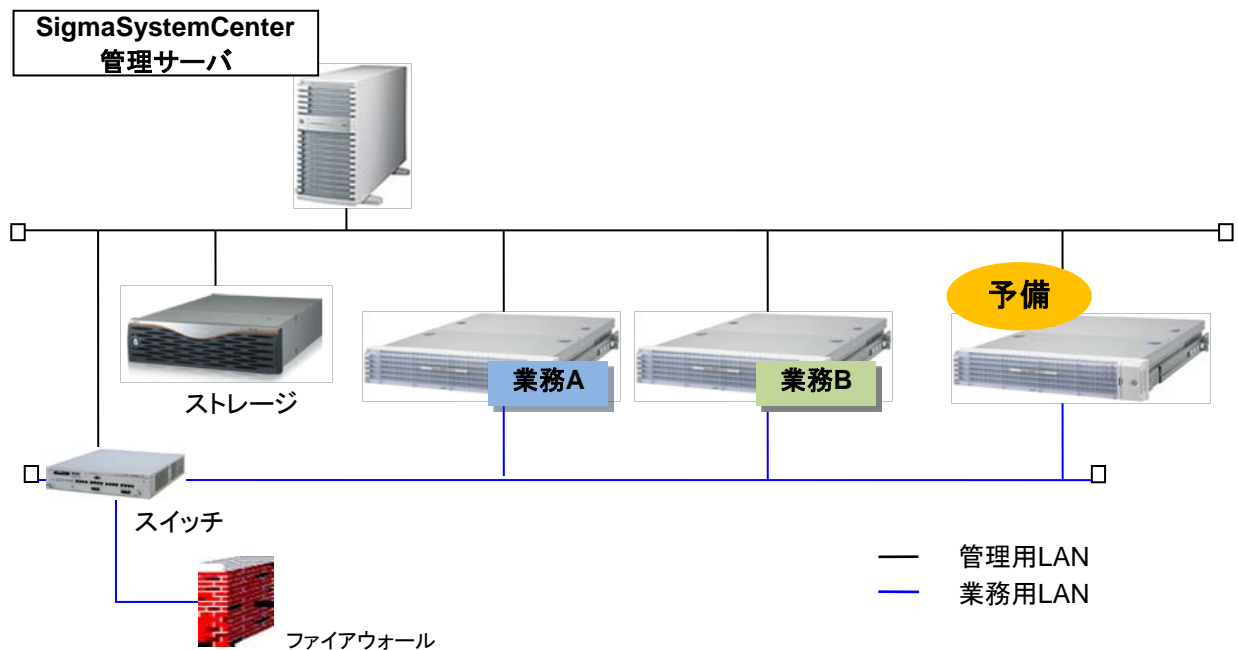 SigmaSystemCenter
管理サーバ
予備
業務A
業務B
ストレージ
スイッチ
管理用LAN
業務用LAN
ファイアウォール